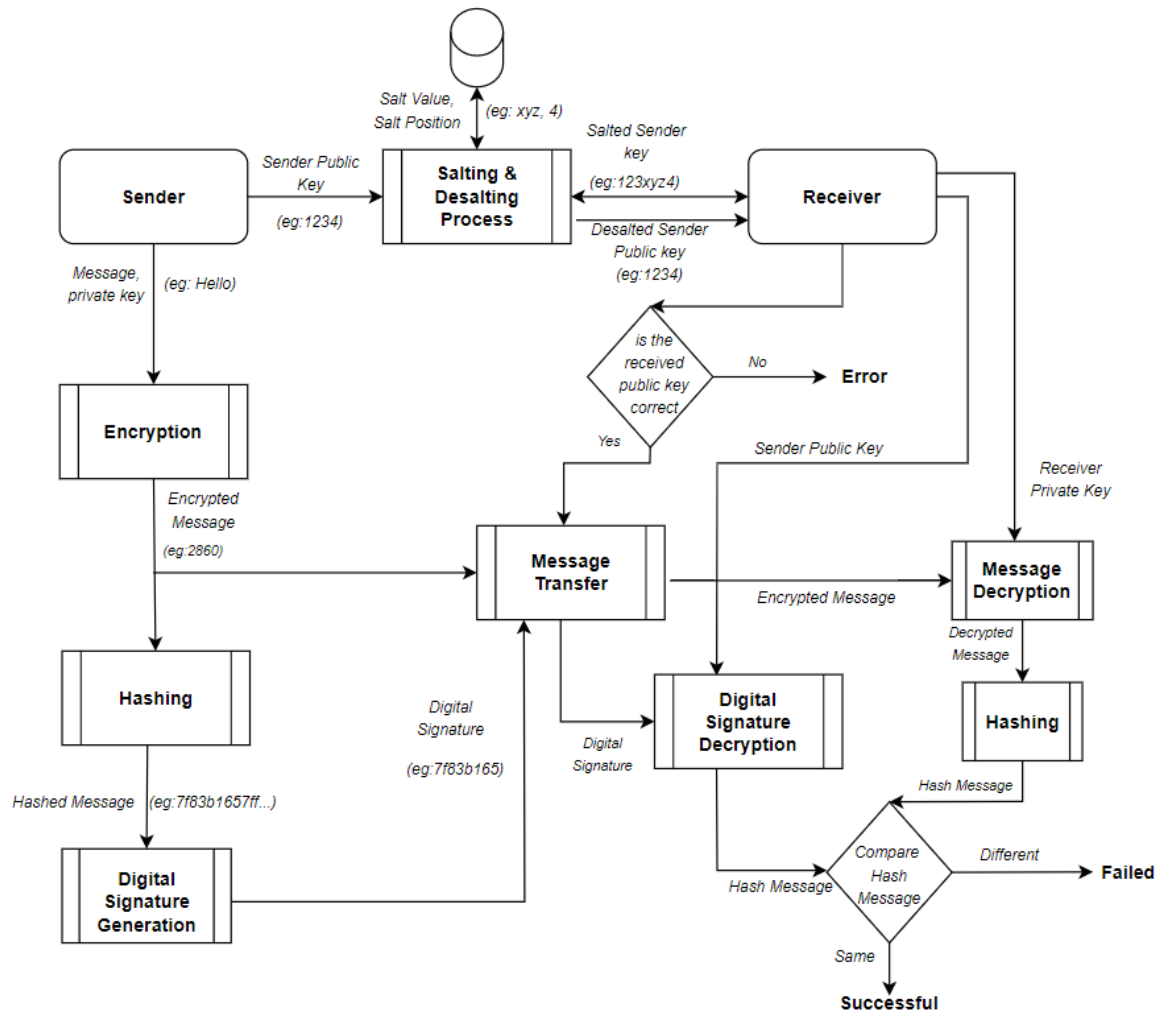 Salt Value,
Salt Position
(eg: xyz, 4)
Sender
Sender Public
Key
(eg:1234)
Salting &
Desalting
Process
Salted Sender
key
(eg:123xyz4)
Desalted Sender
Public key
(eg:1234)
Receiver
Message,
private key
(eg: Hello)
is the
received
public key
correct
No
Error
Yes
Encryption
Sender Public Key
Receiver
Private Key
Encrypted
Message
(eg:2860)
Message
Transfer
Encrypted Message
Message
Decryption
Decrypted
Message
Hashing
Digital
Signature
(eg:7f83b165)
Digital
Signature
Digital
Signature
Decryption
Hashing
Hashed Message
(eg:7f83b1657ff...)
Hash Message
Digital
Signature
Generation
Hash Message
Compare
Hash
Message
Different
Failed
Same
Successful